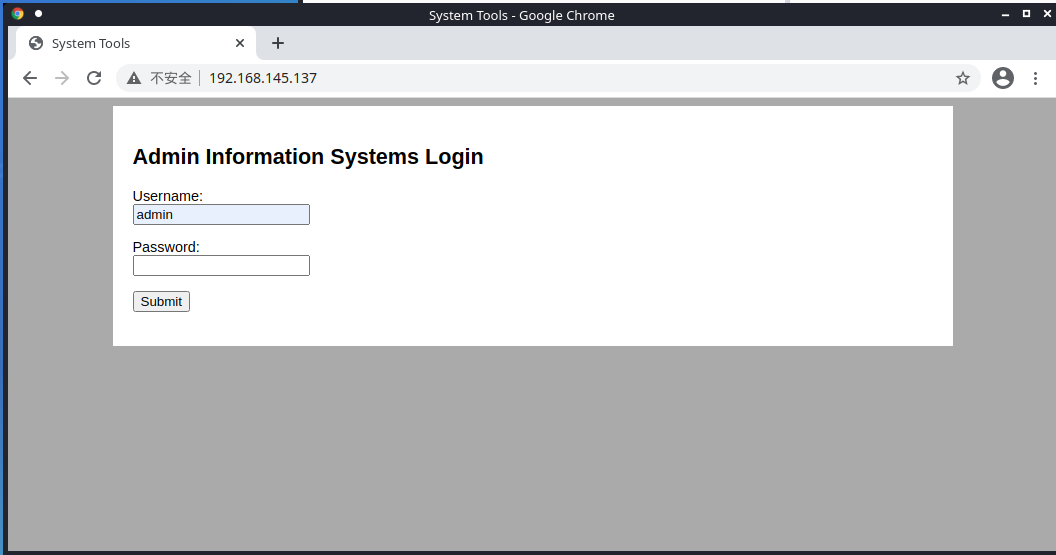 System Tools - Google Chrome
System Tools
不安全 192.168.145.137
Admin Information Systems Login
Username:
admin
Password:
Submit